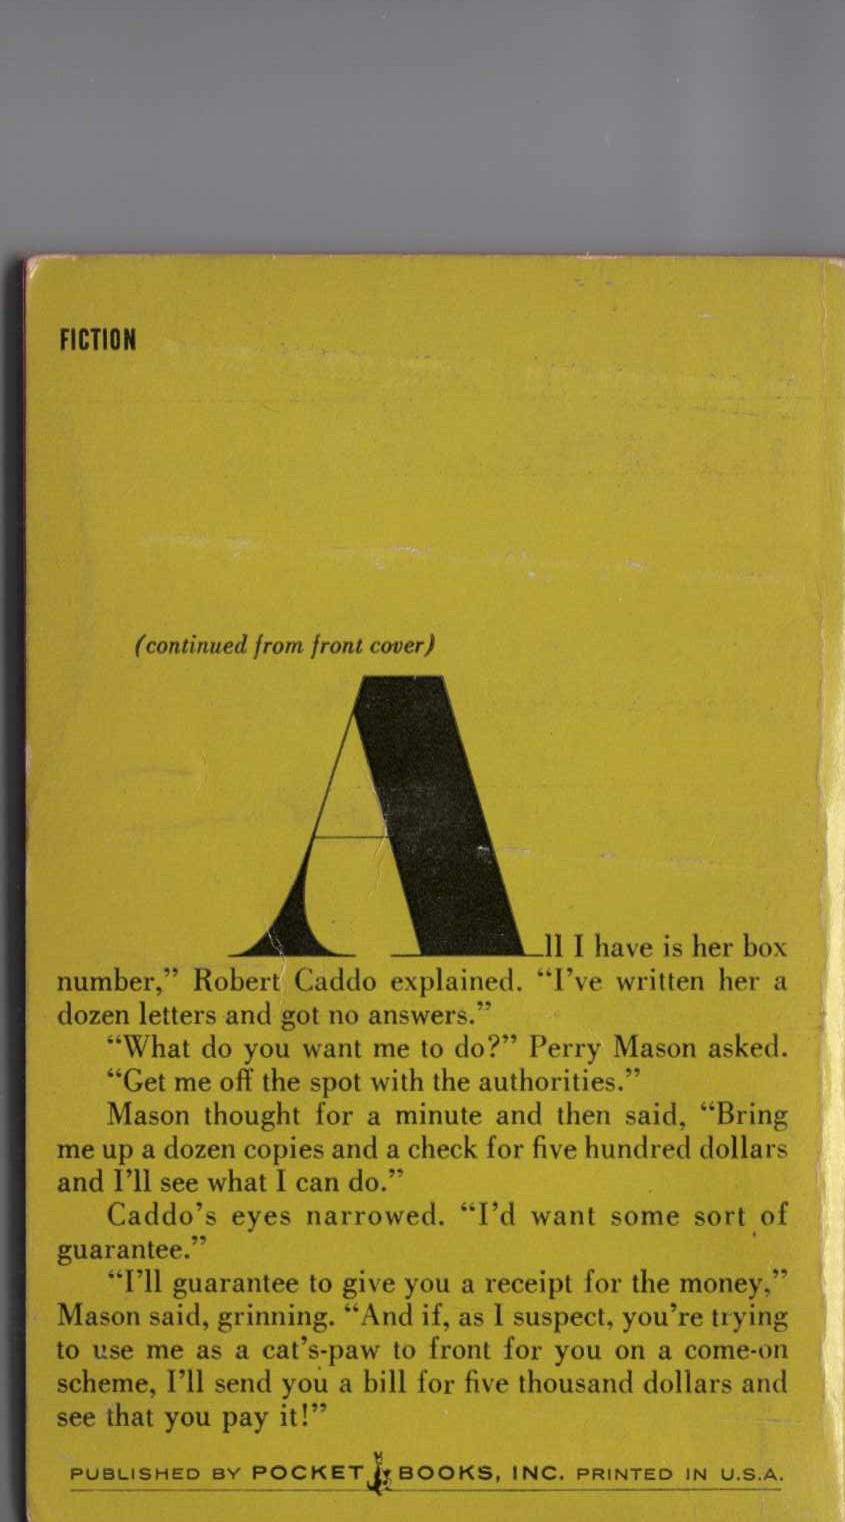 FICTION
(continued from front cover)
All I have is her box
number,” Robert Caddo explained. “I’ve written her a
dozen letters and got no answers.”
“What do you want me to do?” Perry Mason asked.
“Get me off the spot with the authorities.”
Mason thought for a minute and then said, “Bring
me up a dozen copies and a check for five hundred dollars
and I’ll see what I can do.”
Caddo’s eyes narrowed. “I’d want some sort of
guarantee.”
“I’ll guarantee to give you a receipt for the money,”
Mason said, grinning. “And if, as I suspect, you’re trying
to use me as a cat’s-paw to front for you on a come-on
scheme, I’ll send you a bill for five thousand dollars and
see that you pay it!”
PUBLISHED BY POCKET BOOKS, INC. PRINTED IN U.S.A.